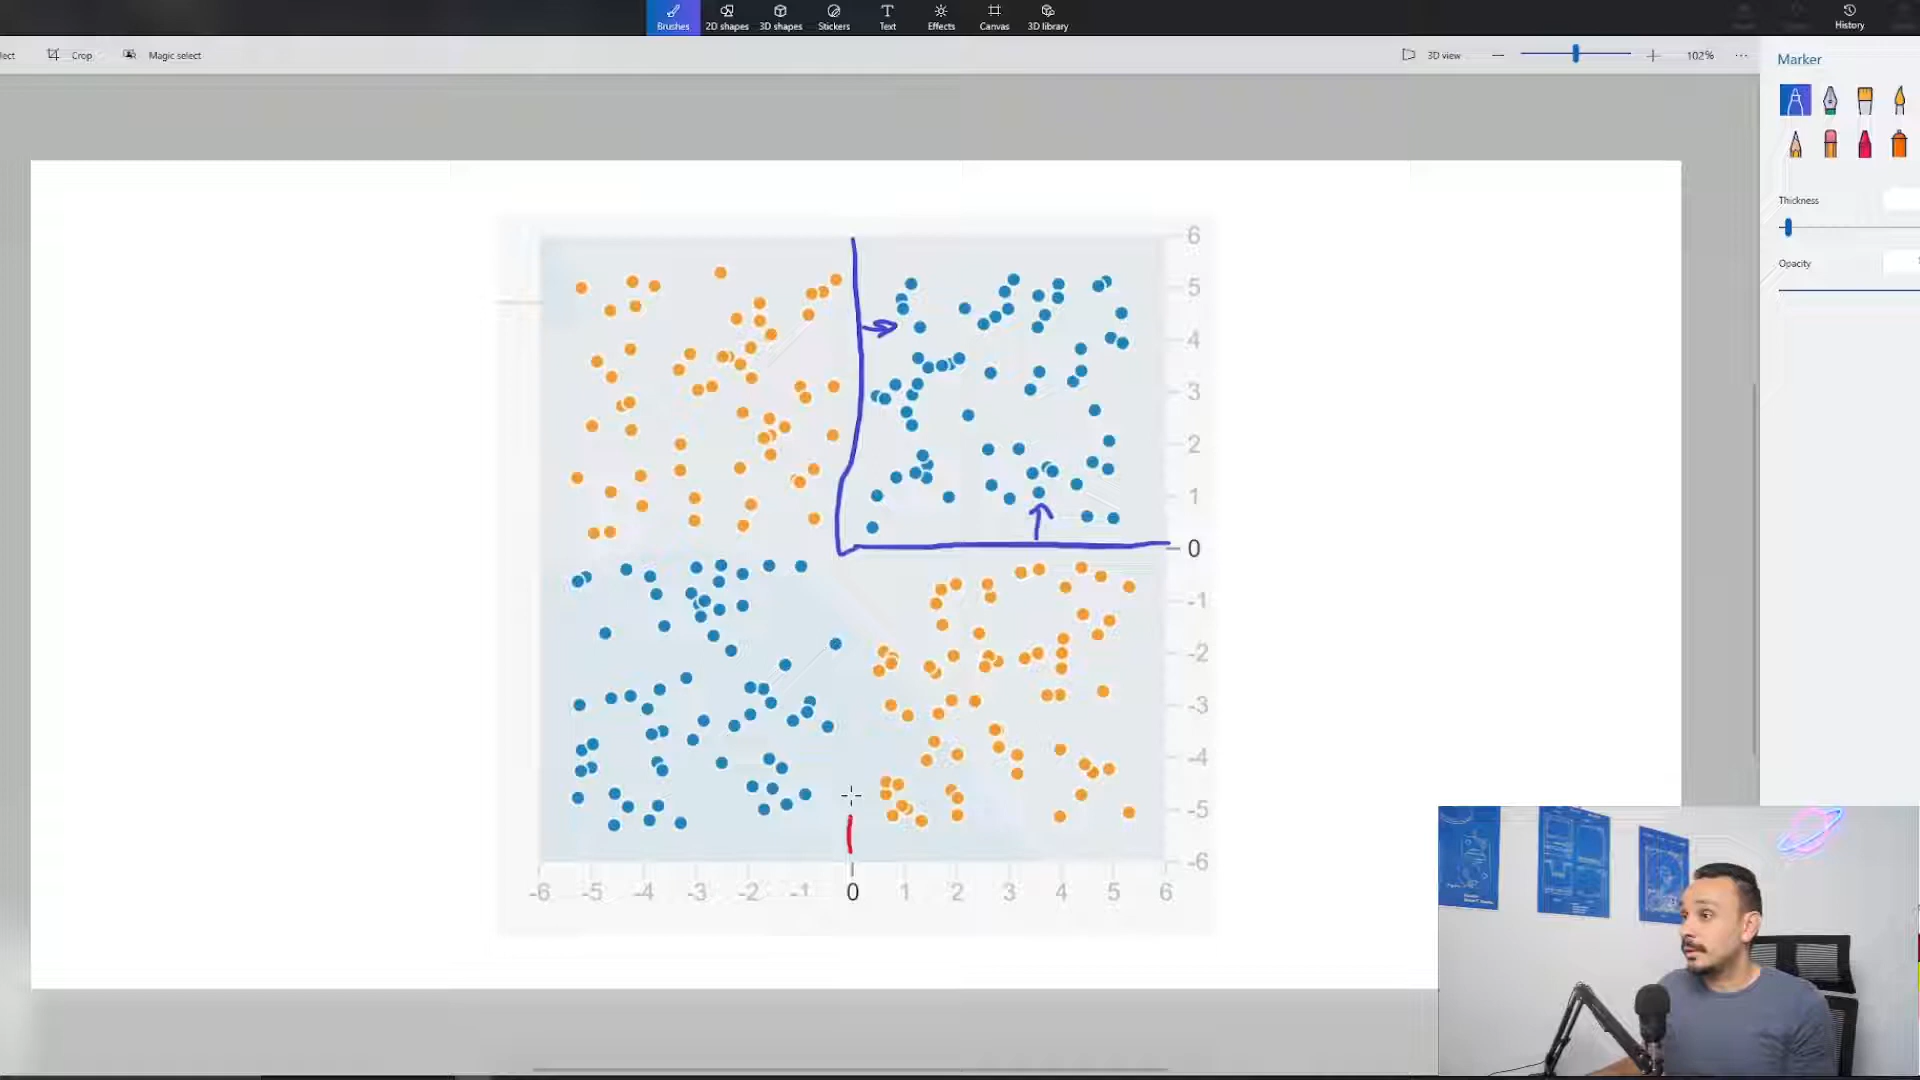 Brushes 2D shapes 3D shapes Stickers Text Effects Canvas 3D library History
Crop Magic select 3D view 102%
Marker
Thickness
Opacity
6
5
4
3
2
1
0
-1
-2
-3
-4
-5
-6
-6 -5 -4 -3 -2 -1 0 1 2 3 4 5 6